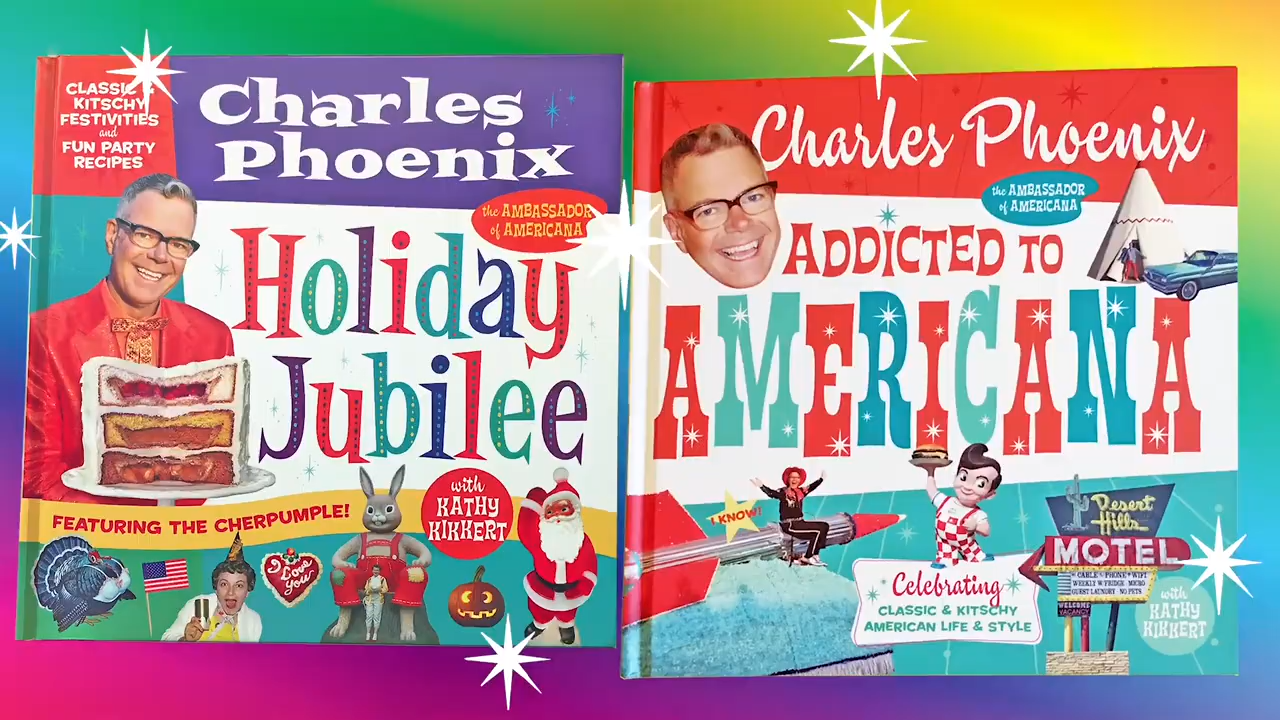 CLASSIC &
KITSCHY
FESTIVITIES
and
FUN PARTY
RECIPES
Charles
Phoenix
the AMBASSADOR
of AMERICANA
Holiday
Jubilee
with
KATHY
KIKKERT
FEATURING THE CHERPUMPLE!
I Love
You
Charles Phoenix
the AMBASSADOR
of AMERICANA
ADDICTED TO
AMERICANA
I KNOW!
Celebrating
CLASSIC & KITSCHY
AMERICAN LIFE & STYLE
Desert
Hills
MOTEL
CABLE PHONE WIFI
WEEKLY W/FRIDGE MICRO
GUEST LAUNDRY NO PETS
WELCOME
VACANCY
with
KATHY
KIKKERT